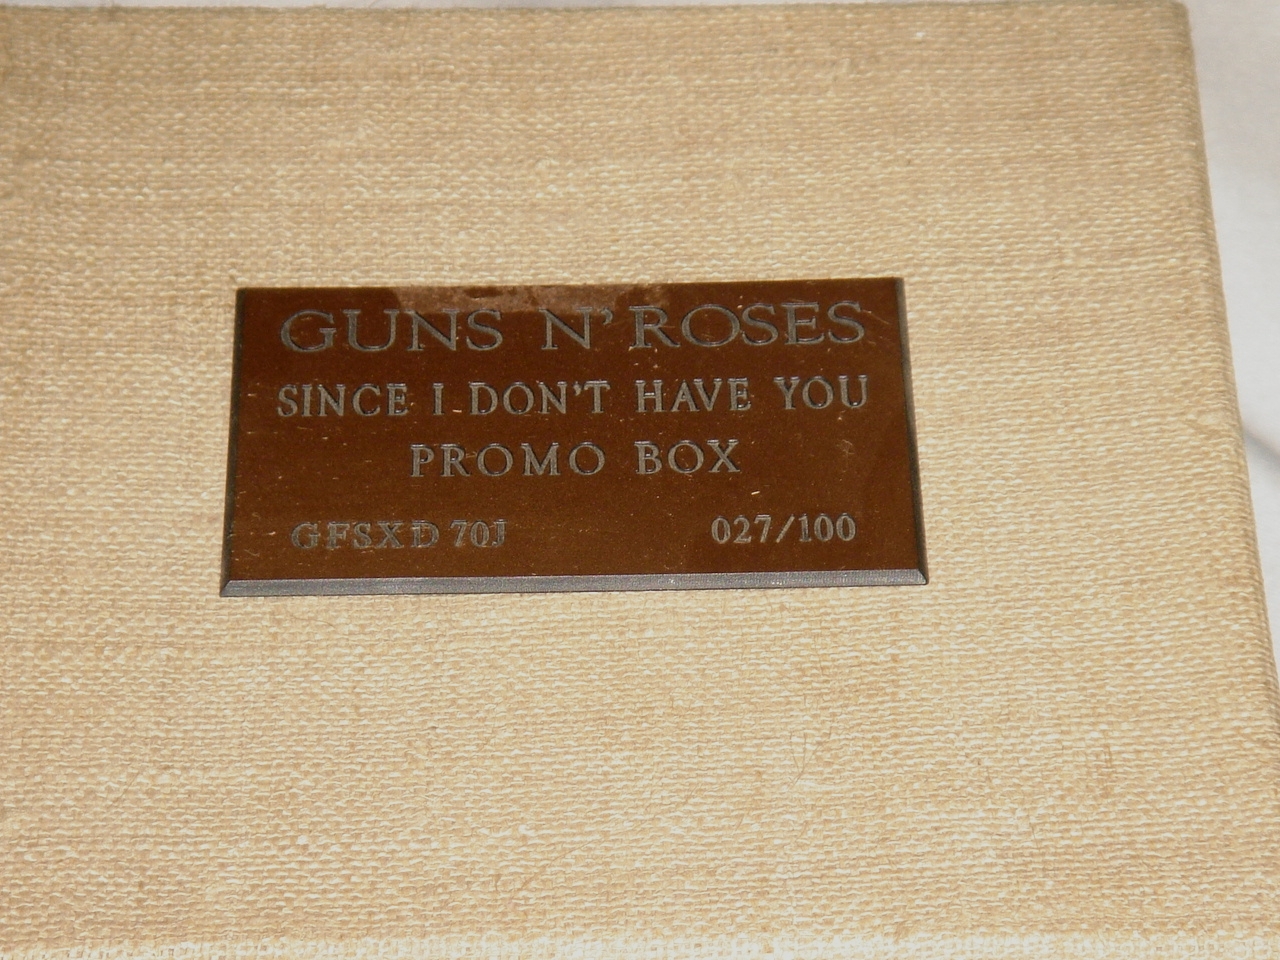 GUNS N' ROSES
SINCE I DON'T HAVE YOU
PROMO BOX
GFSXD 70J 027/100